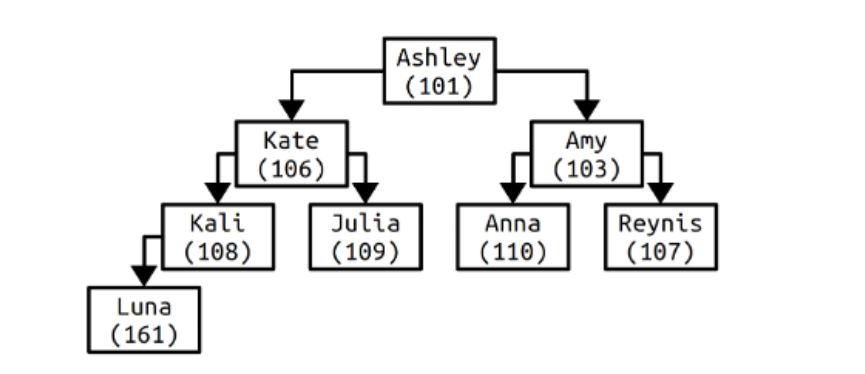 Ashley
(101)
Kate
(106)
Amy
(103)
Kali
(108)
Julia
(109)
Anna
(110)
Reynis
(107)
Luna
(161)